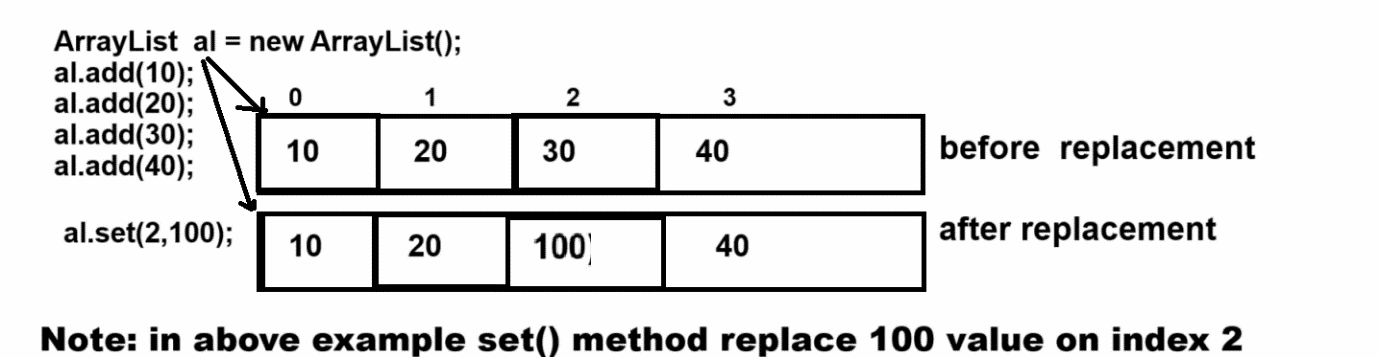 ArrayList al = new ArrayList();
al.add(10);
al.add(20);
al.add(30);
al.add(40);
0 1 2 3
10 20 30 40
before replacement
al.set(2,100);
10 20 100) 40
after replacement
Note: in above example set() method replace 100 value on index 2